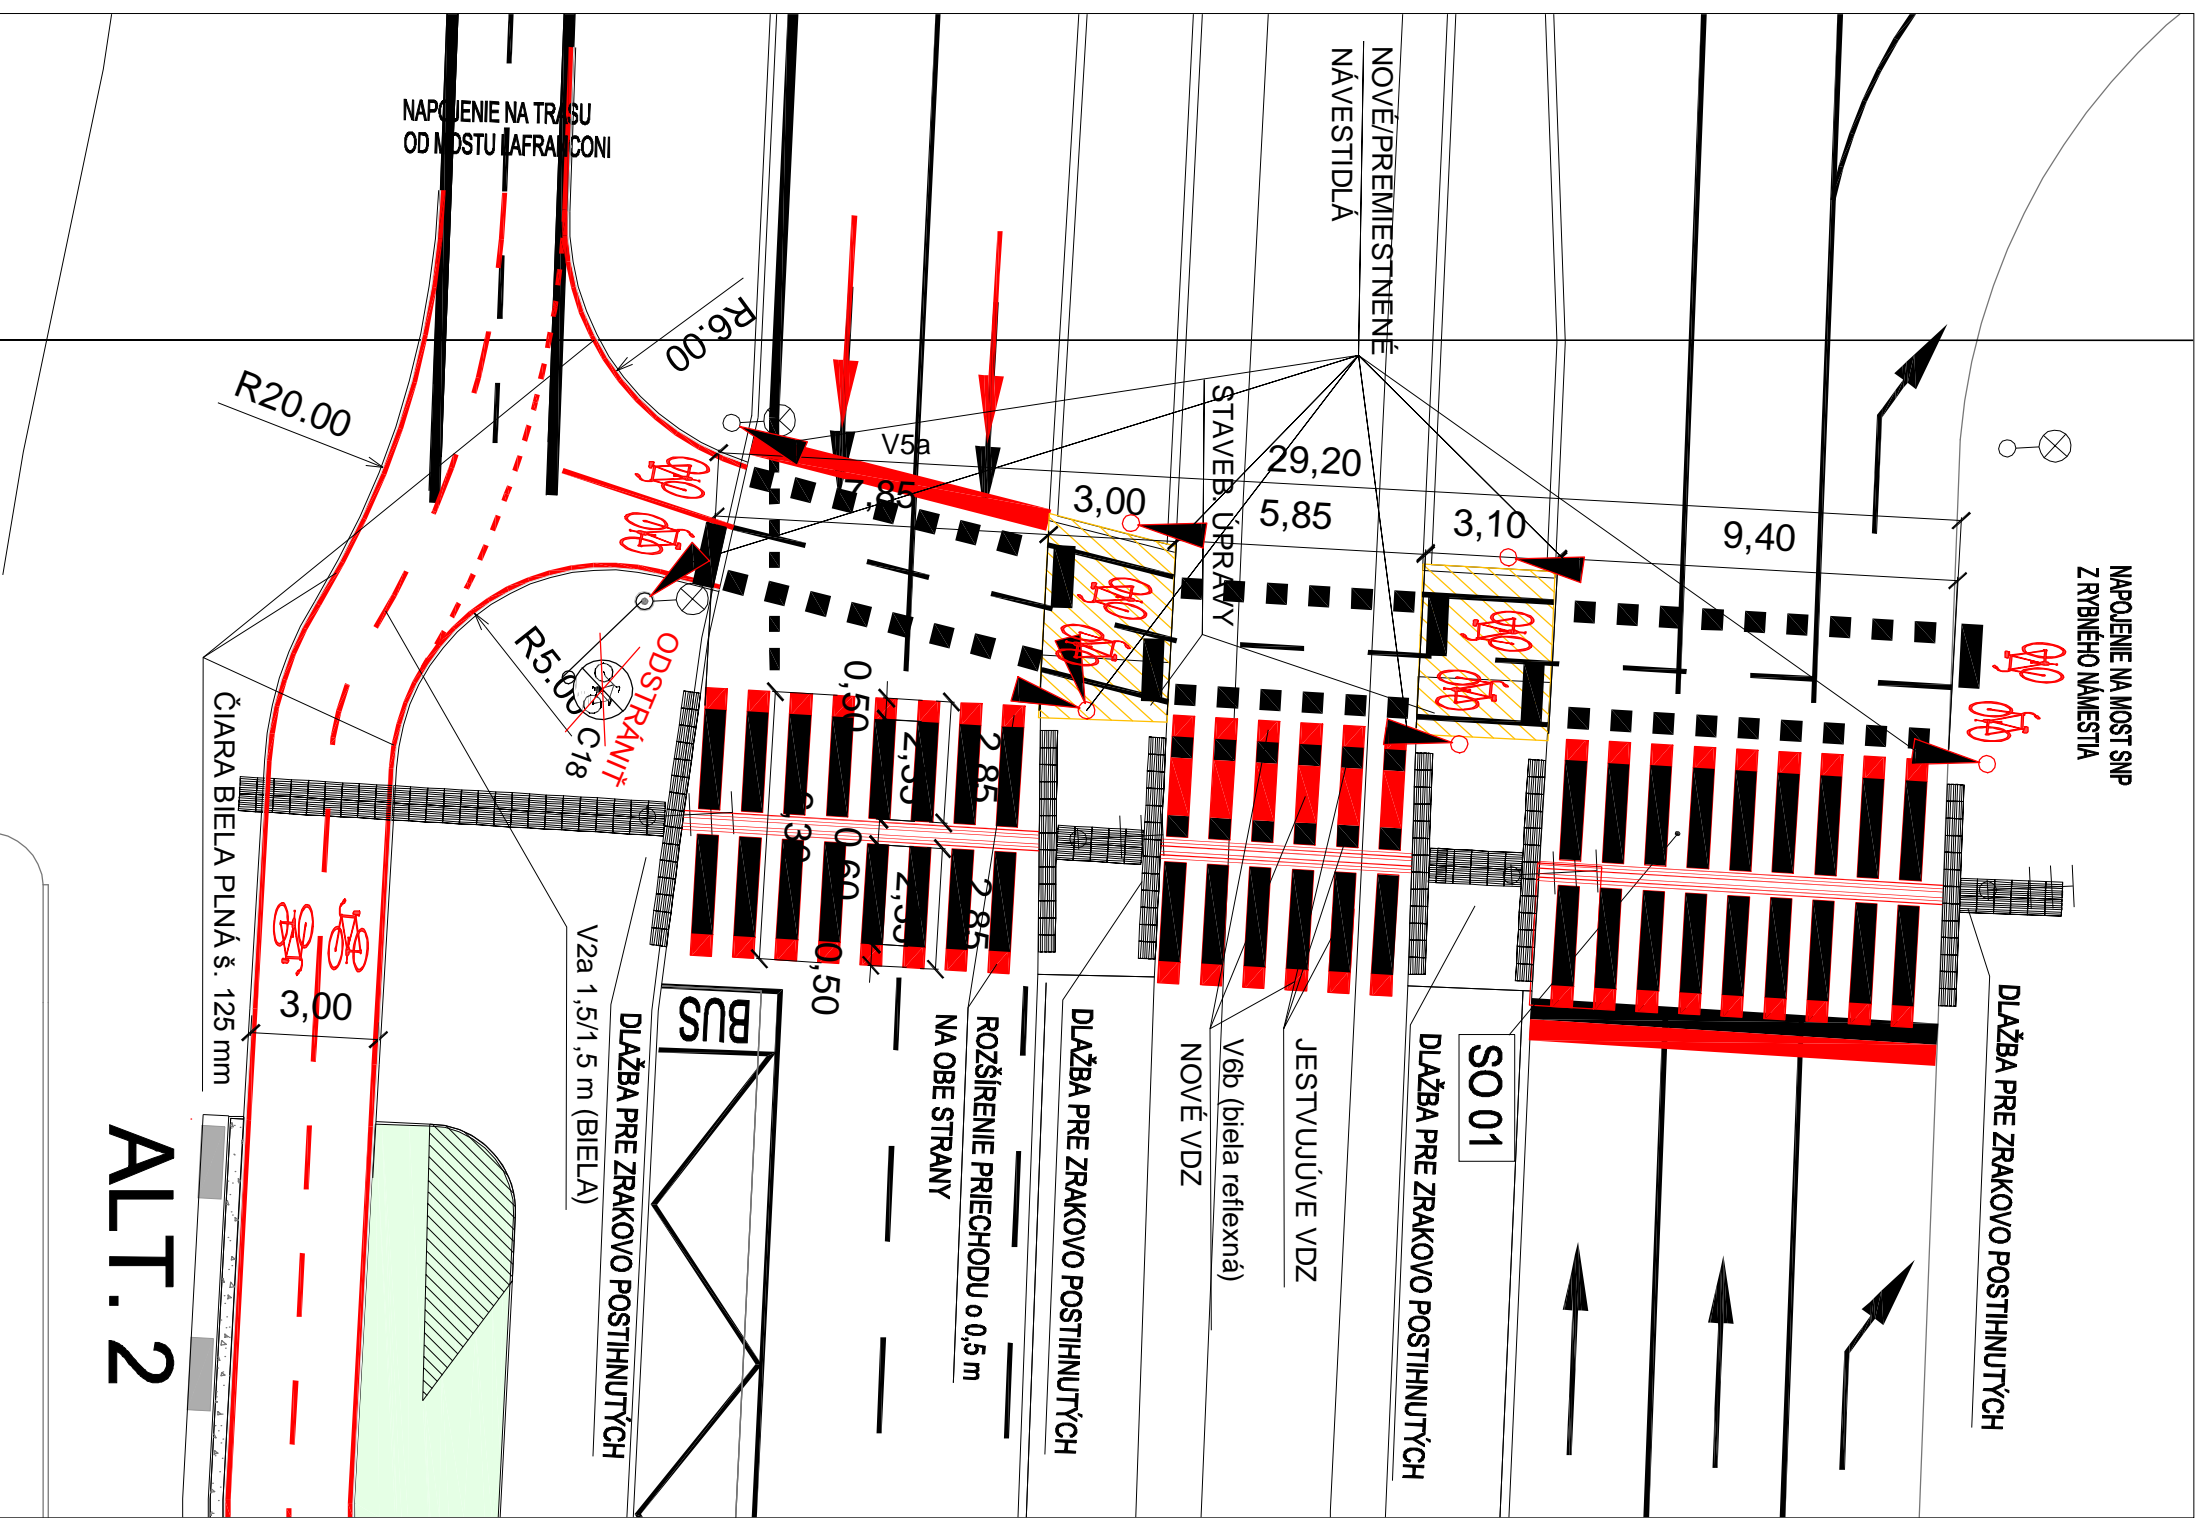 NAPOJENIE NA TRASU
OD MOSTU LAFRANCONI
NOVÉ/PREMIESTNENÉ
NÁVESTIDLÁ
R6.00
R20.00
V5a
29,20
7,85
3,00
5,85
3,10
9,40
STAVEB. ÚPRAVY
NAPOJENIE NA MOST SNP
Z RYBNÉHO NÁMESTIA
R5.00
C18
ODSTRÁNIŤ
0,50
2,35
2,85
6,30
0,60
2,35
2,85
0,50
ČIARA BIELA PLNÁ š. 125 mm
3,00
V2a 1,5/1,5 m (BIELA)
DLAŽBA PRE ZRAKOVO POSTIHNUTÝCH
BUS
ROZŠÍRENIE PRIECHODU o 0,5 m
NA OBE STRANY
DLAŽBA PRE ZRAKOVO POSTIHNUTÝCH
V6b (biela reflexná)
NOVÉ VDZ
JESTVUJÚVE VDZ
DLAŽBA PRE ZRAKOVO POSTIHNUTÝCH
SO 01
DLAŽBA PRE ZRAKOVO POSTIHNUTÝCH
ALT. 2